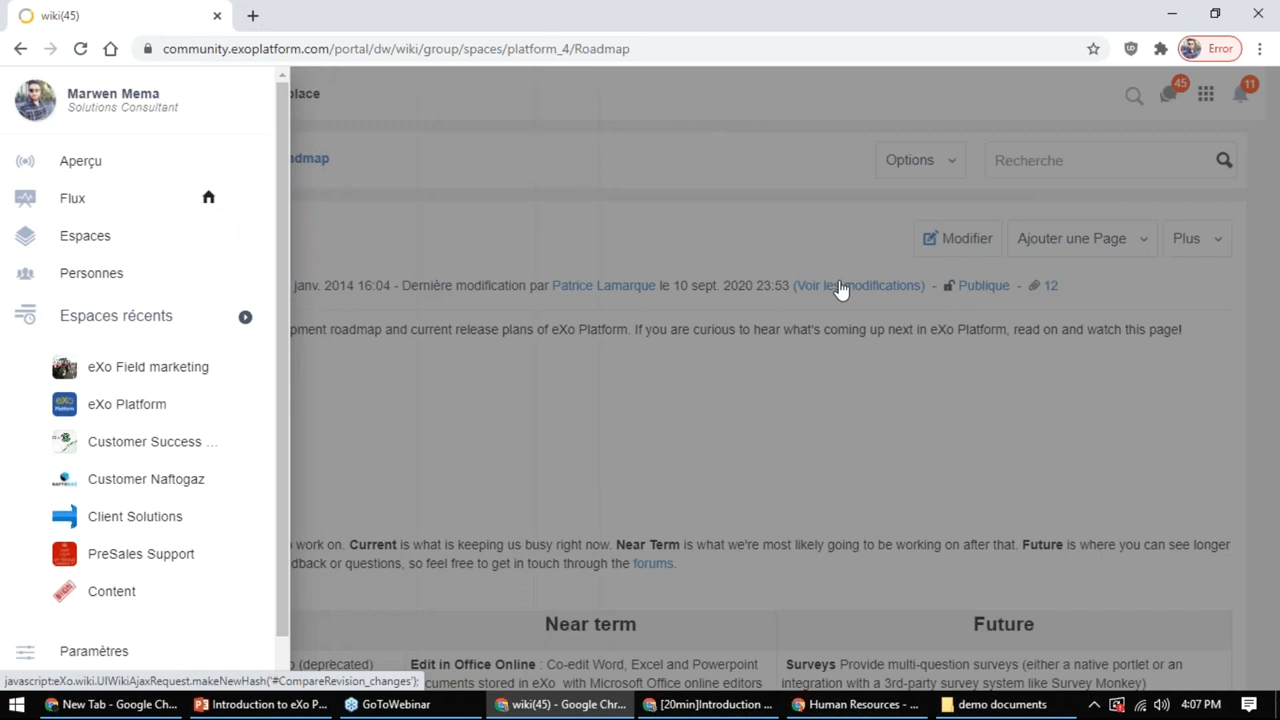 wiki(45)
community.exoplatform.com/portal/dw/wiki/group/spaces/platform_4/Roadmap
Error
Marwen Mema
Solutions Consultant
place
45
11
Aperçu
admap
Options
Recherche
Flux
Espaces
Modifier
Ajouter une Page
Plus
Personnes
janv. 2014 16:04 - Dernière modification par Patrice Lamarque le 10 sept. 2020 23:53 (Voir les modifications) - Publique - 12
Espaces récents
opment roadmap and current release plans of eXo Platform. If you are curious to hear what's coming up next in eXo Platform, read on and watch this page!
eXo Field marketing
eXo Platform
Customer Success ...
Customer Naftogaz
Client Solutions
work on. Current is what is keeping us busy right now. Near Term is what we're most likely going to be working on after that. Future is where you can see longer
PreSales Support
dback or questions, so feel free to get in touch through the forums.
Content
Near term
Future
Paramètres
(deprecated)
Edit in Office Online : Co-edit Word, Excel and Powerpoint
Surveys Provide multi-question surveys (either a native portlet or an
javascript:eXo.wiki.UIWikiAjaxRequest.makeNewHash('#CompareRevision_changes');
ocuments stored in eXo with Microsoft Office online editors
integration with a 3rd-party survey system like Survey Monkey)
New Tab - Google Ch...
Introduction to eXo P...
GoToWebinar
wiki(45) - Google Chr...
[20min]Introduction ...
Human Resources - ...
demo documents
4:07 PM